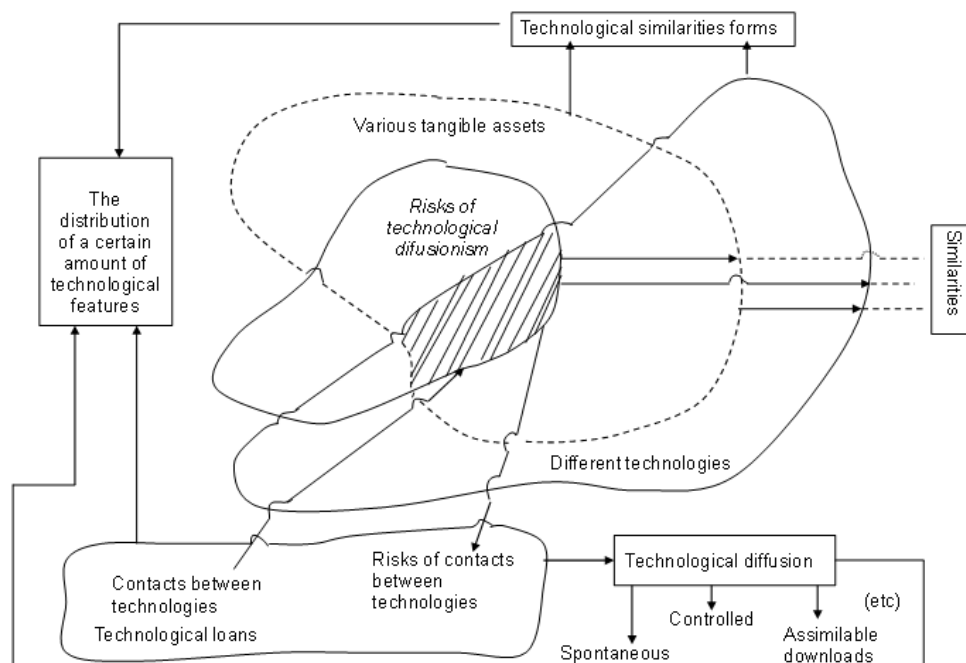 Technological similarities forms
Various tangible assets
The
distribution
of a certain
amount of
technological
features
Risks of
technological
difusionism
Similarities
Different technologies
Contacts between
technologies
Technological loans
Risks of contacts
between
technologies
Technological diffusion
(etc)
Controlled
Spontaneous
Assimilable
downloads